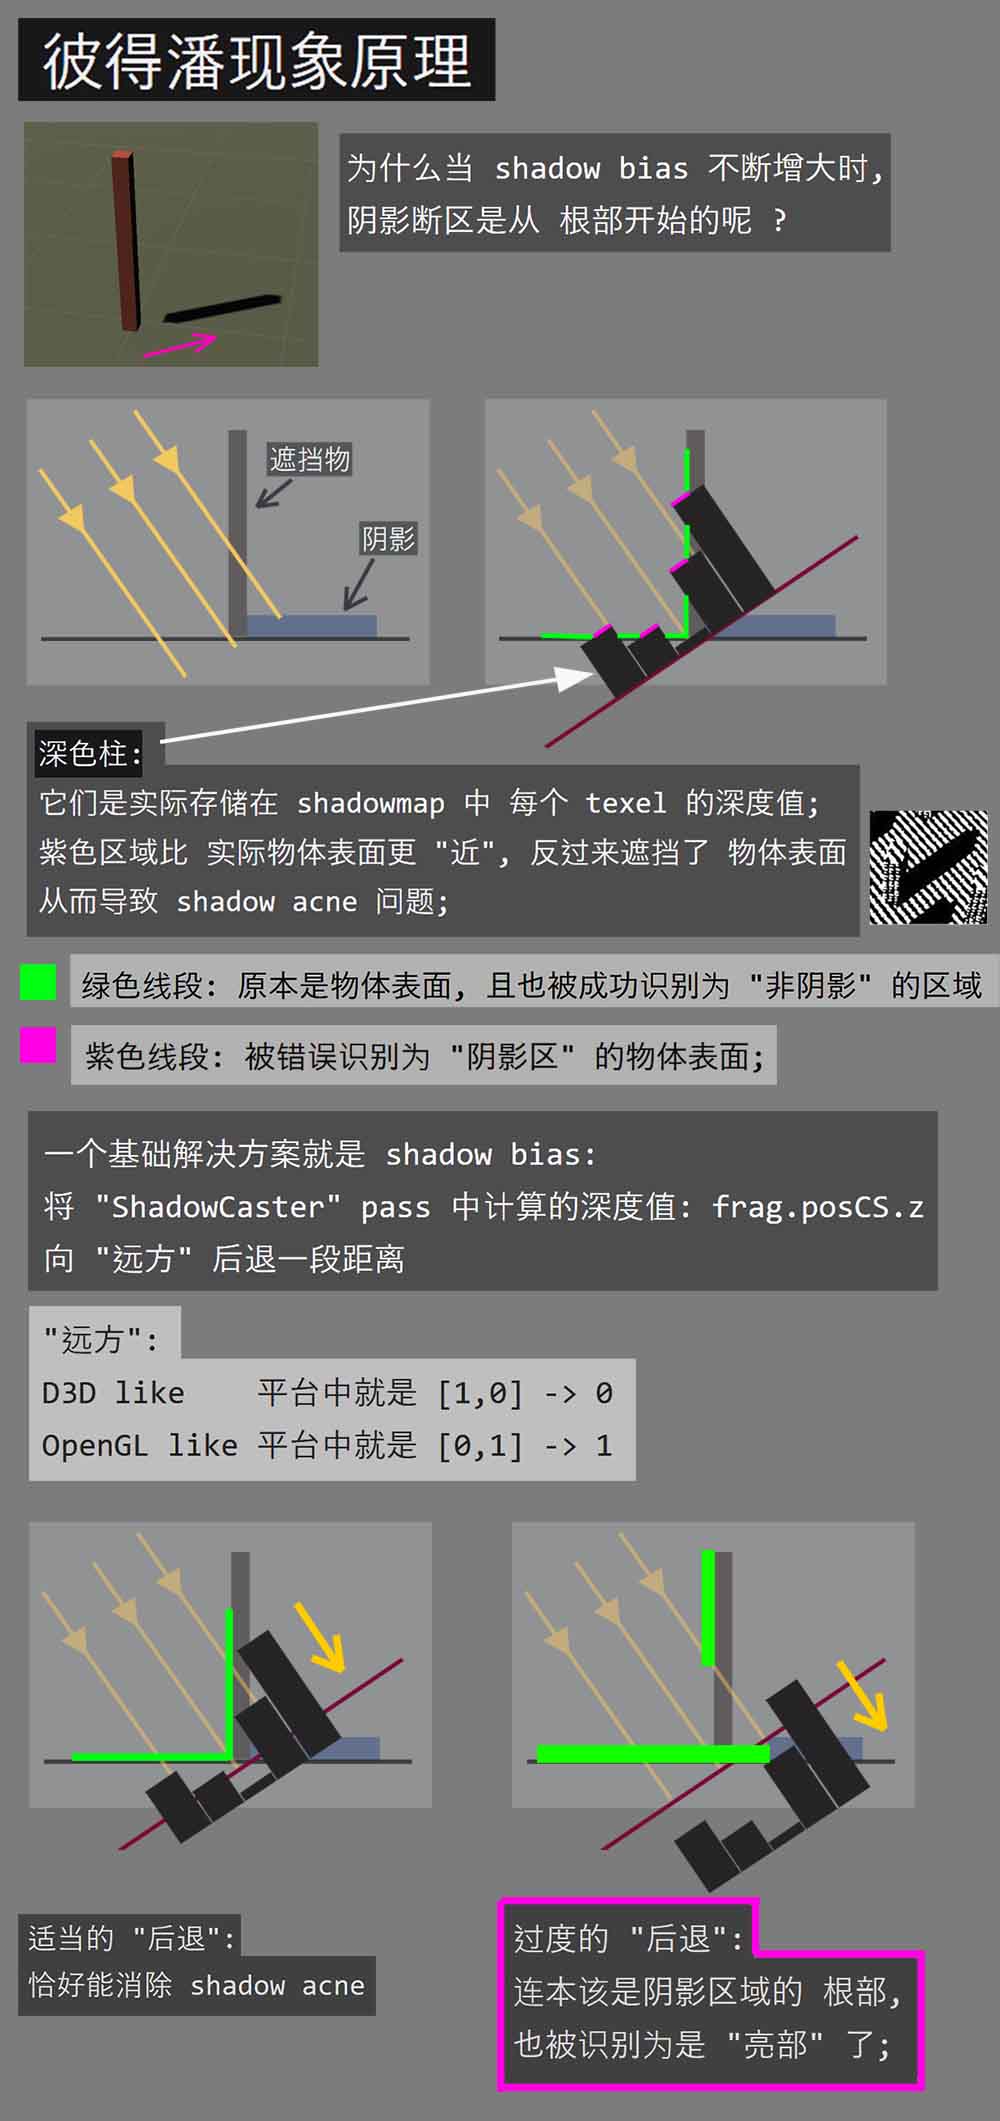 彼得潘现象原理
为什么当 shadow bias 不断增大时,
阴影断区是从 根部开始的呢 ?
遮挡物
阴影
深色柱:
它们是实际存储在 shadowmap 中 每个 texel 的深度值;
紫色区域比 实际物体表面更 "近", 反过来遮挡了 物体表面
从而导致 shadow acne 问题;
绿色线段: 原本是物体表面, 且也被成功识别为 "非阴影" 的区域
紫色线段: 被错误识别为 "阴影区" 的物体表面;
一个基础解决方案就是 shadow bias:
将 "ShadowCaster" pass 中计算的深度值: frag.posCS.z
向 "远方" 后退一段距离
"远方":
D3D like 平台中就是 [1,0] -> 0
OpenGL like 平台中就是 [0,1] -> 1
适当的 "后退":
恰好能消除 shadow acne
过度的 "后退":
连本该是阴影区域的 根部,
也被识别为是 "亮部" 了;